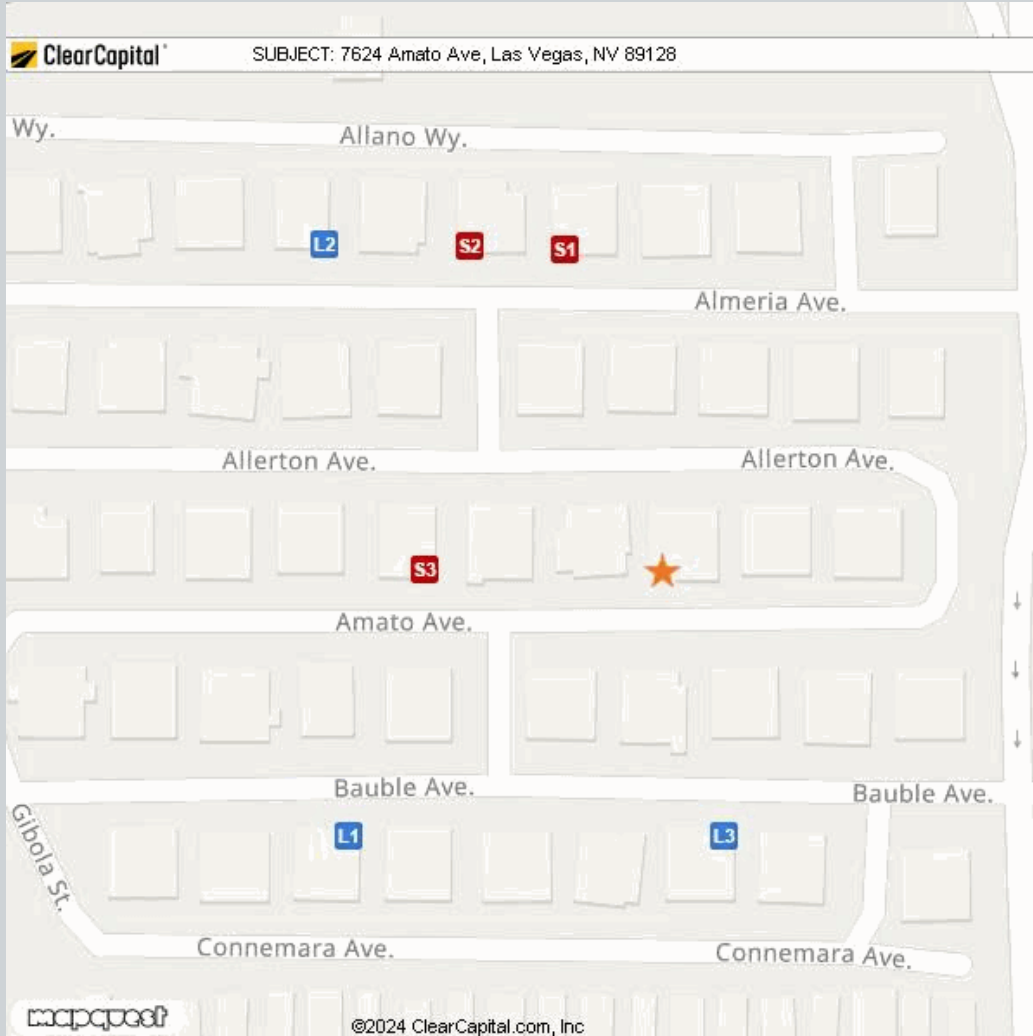 ClearCapital SUBJECT: 7624 Amato Ave, Las Vegas, NV 89128
Wy.
Allano Wy.
L2
S2
S1
Almeria Ave.
Allerton Ave.
Allerton Ave.
S3
Amato Ave.
Bauble Ave.
Bauble Ave.
Gibola St.
L1
L3
Connemara Ave.
Connemara Ave.
mapquest
©2024 ClearCapital.com, Inc